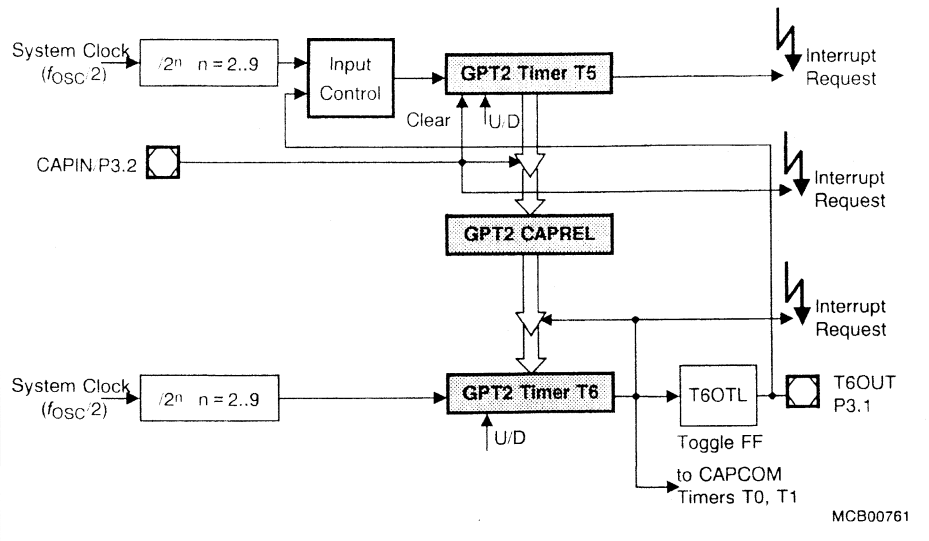 System Clock
(fOSC/2)
/2ⁿ n = 2..9
Input
Control
GPT2 Timer T5
Interrupt
Request
Clear
U/D
CAPIN/P3.2
Interrupt
Request
GPT2 CAPREL
Interrupt
Request
System Clock
(fOSC/2)
/2ⁿ n = 2..9
GPT2 Timer T6
T6OTL
T6OUT
P3.1
U/D
Toggle FF
to CAPCOM
Timers T0, T1
MCB00761